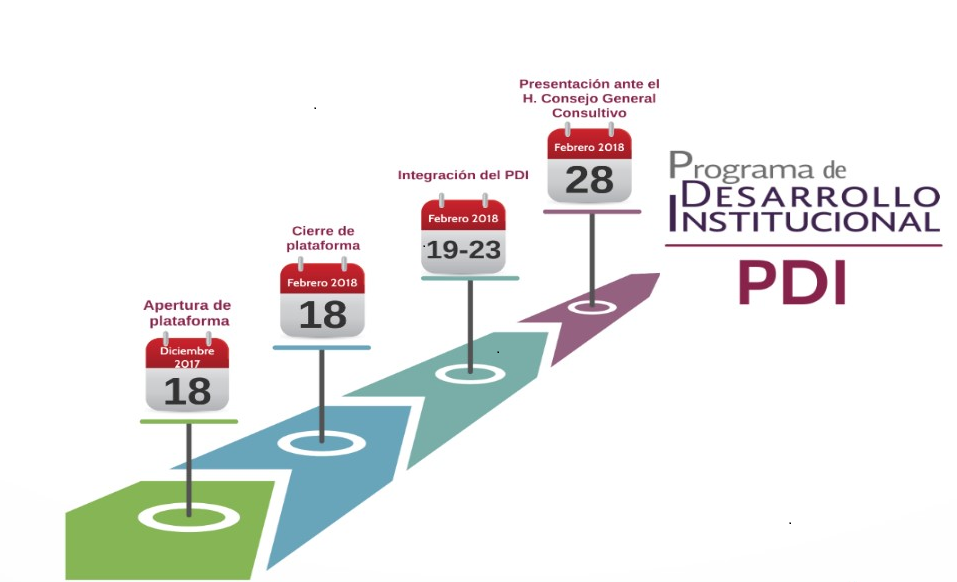 Presentación ante el
H. Consejo General
Consultivo
Febrero 2018
28
Integración del PDI
Febrero 2018
19-23
Cierre de
plataforma
Febrero 2018
18
Apertura de
plataforma
Diciembre
2017
18
Programa de
DESARROLLO
INSTITUCIONAL
PDI